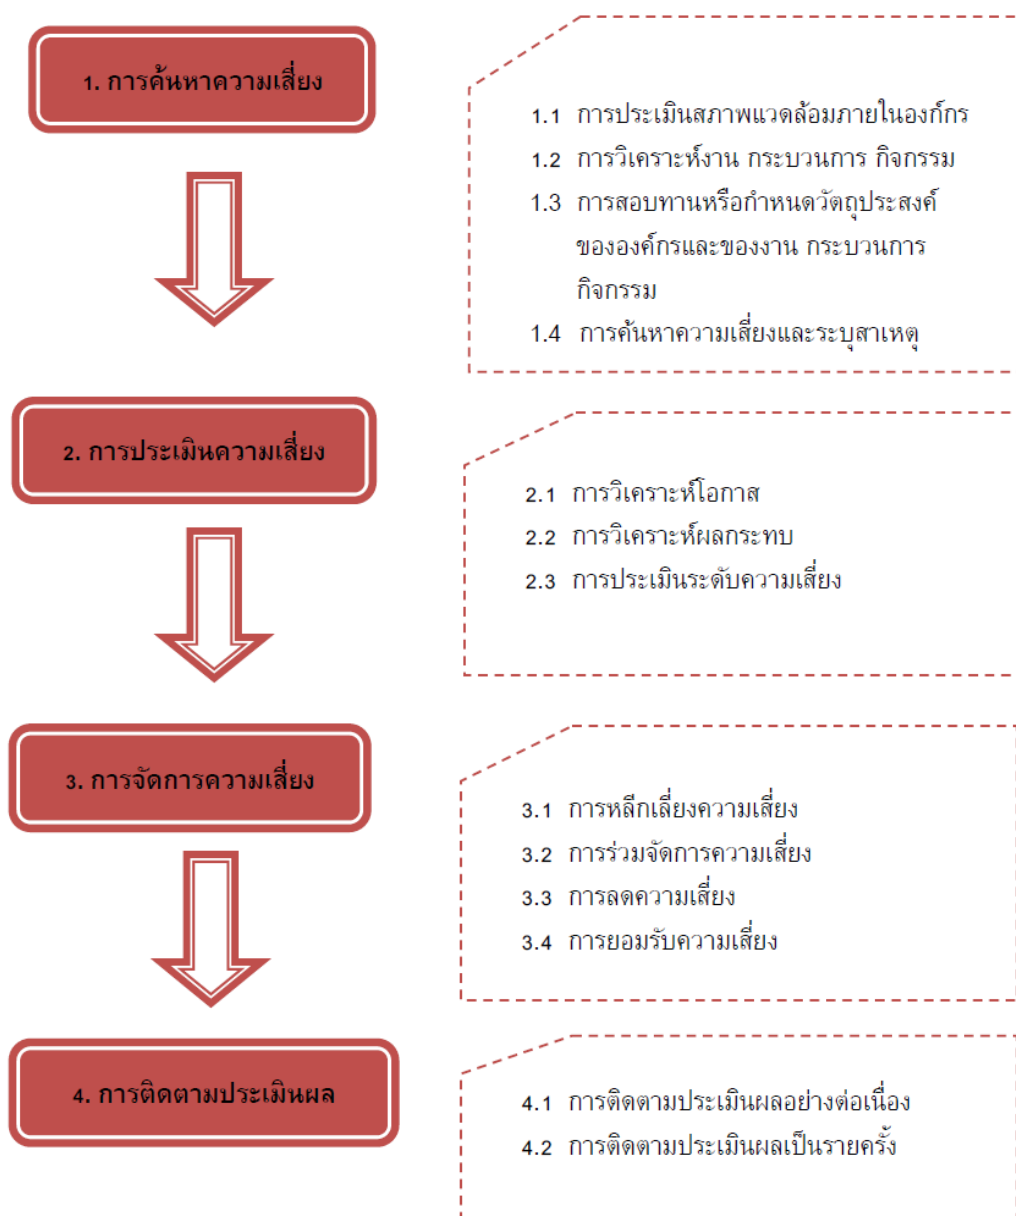 1. การค้นหาความเสี่ยง
1.1 การประเมินสภาพแวดล้อมภายในองก์กร
1.2 การวิเคราะห์งาน กระบวนการ กิจกรรม
1.3 การสอบทานหรือกำหนดวัตถุประสงค์
ขององค์กรและของงาน กระบวนการ
กิจกรรม
1.4 การค้นหาความเสี่ยงและระบุสาเหตุ
2. การประเมินความเสี่ยง
2.1 การวิเคราะห์โอกาส
2.2 การวิเคราะห์ผลกระทบ
2.3 การประเมินระดับความเสี่ยง
3. การจัดการความเสี่ยง
3.1 การหลีกเลี่ยงความเสี่ยง
3.2 การร่วมจัดการความเสี่ยง
3.3 การลดความเสี่ยง
3.4 การยอมรับความเสี่ยง
4. การติดตามประเมินผล
4.1 การติดตามประเมินผลอย่างต่อเนื่อง
4.2 การติดตามประเมินผลเป็นรายครั้ง